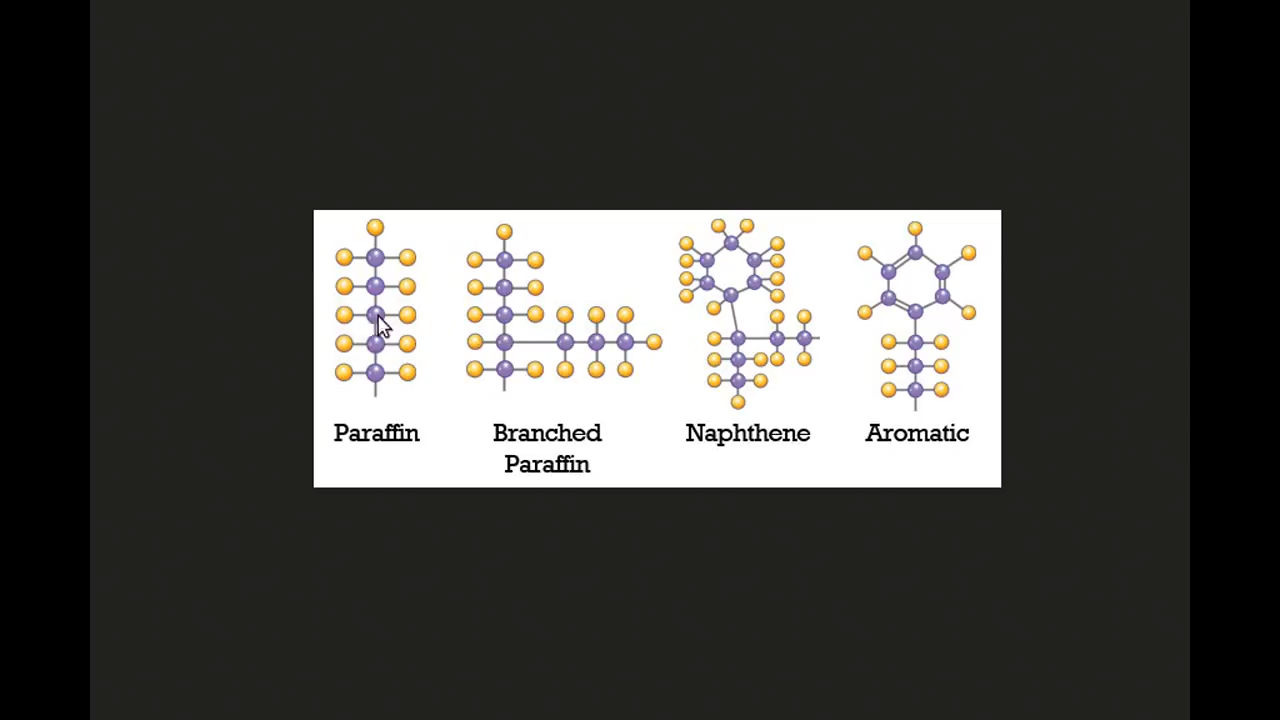 Paraffin
Branched
Paraffin
Naphthene
Aromatic